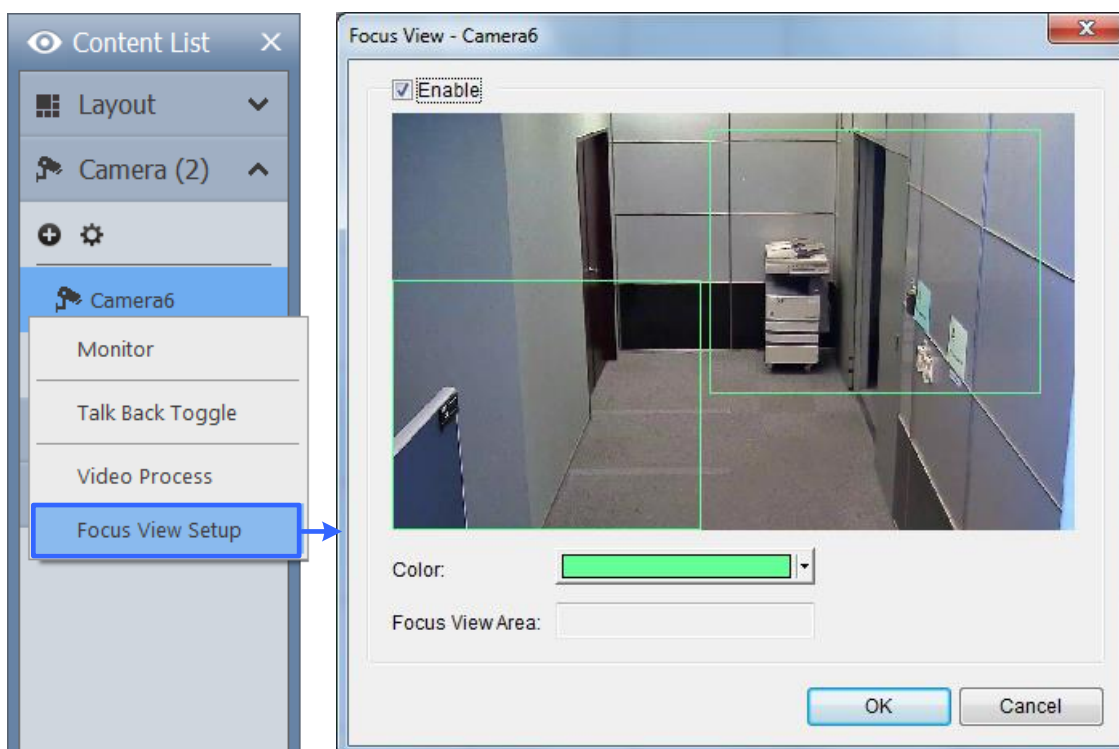 Content List
Layout
Camera (2)
Camera6
Monitor
Talk Back Toggle
Video Process
Focus View Setup
Focus View - Camera6
Enable
Color:
Focus View Area:
OK
Cancel